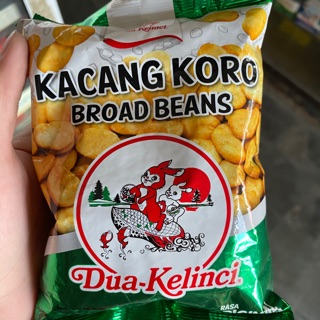 Kelinci
KACANG KORO
BROAD BEANS
Dua-Kelinci
RASA